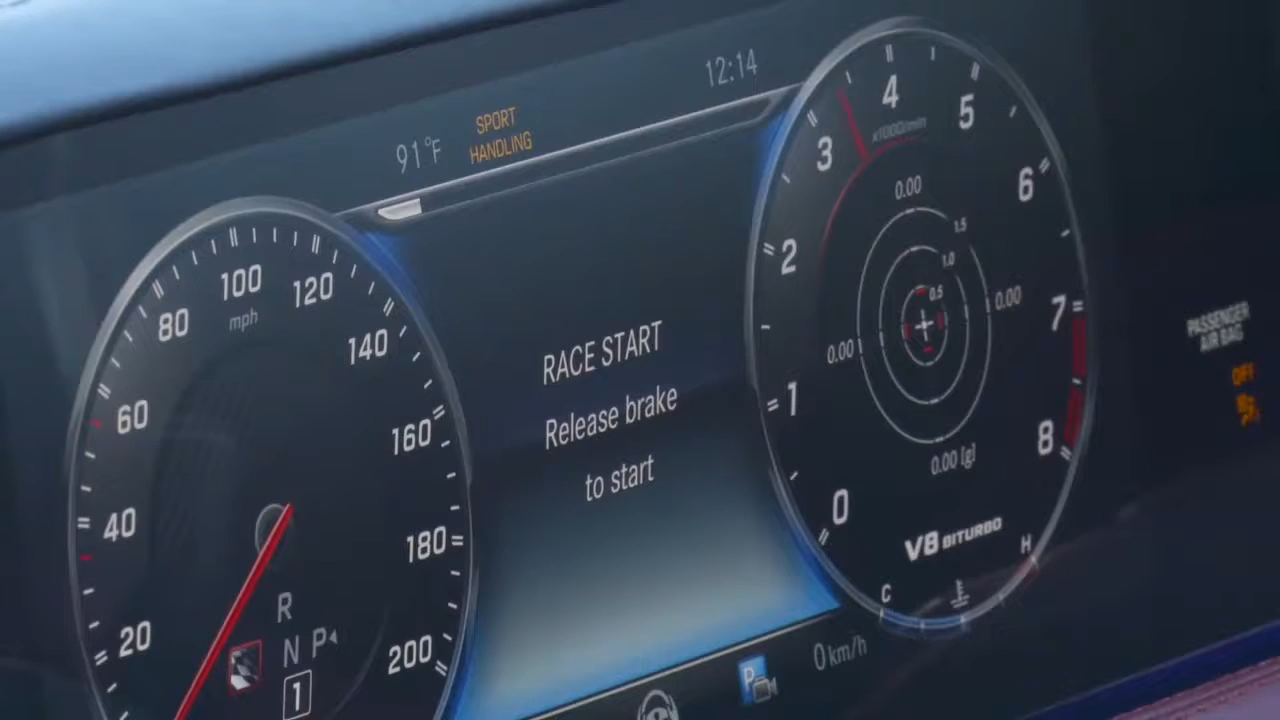 12:14
91°F
SPORT
HANDLING
RACE START
Release brake
to start
20
40
60
80
100
120
140
160
180
200
mph
R
N P
1
0
1
2
3
4
5
6
7
8
x1000/min
0.00
1.5
1.0
0.5
0.00
0.00
0.00 [g]
V8 BITURBO
C
H
P
0 km/h
PASSENGER
AIR BAG
OFF